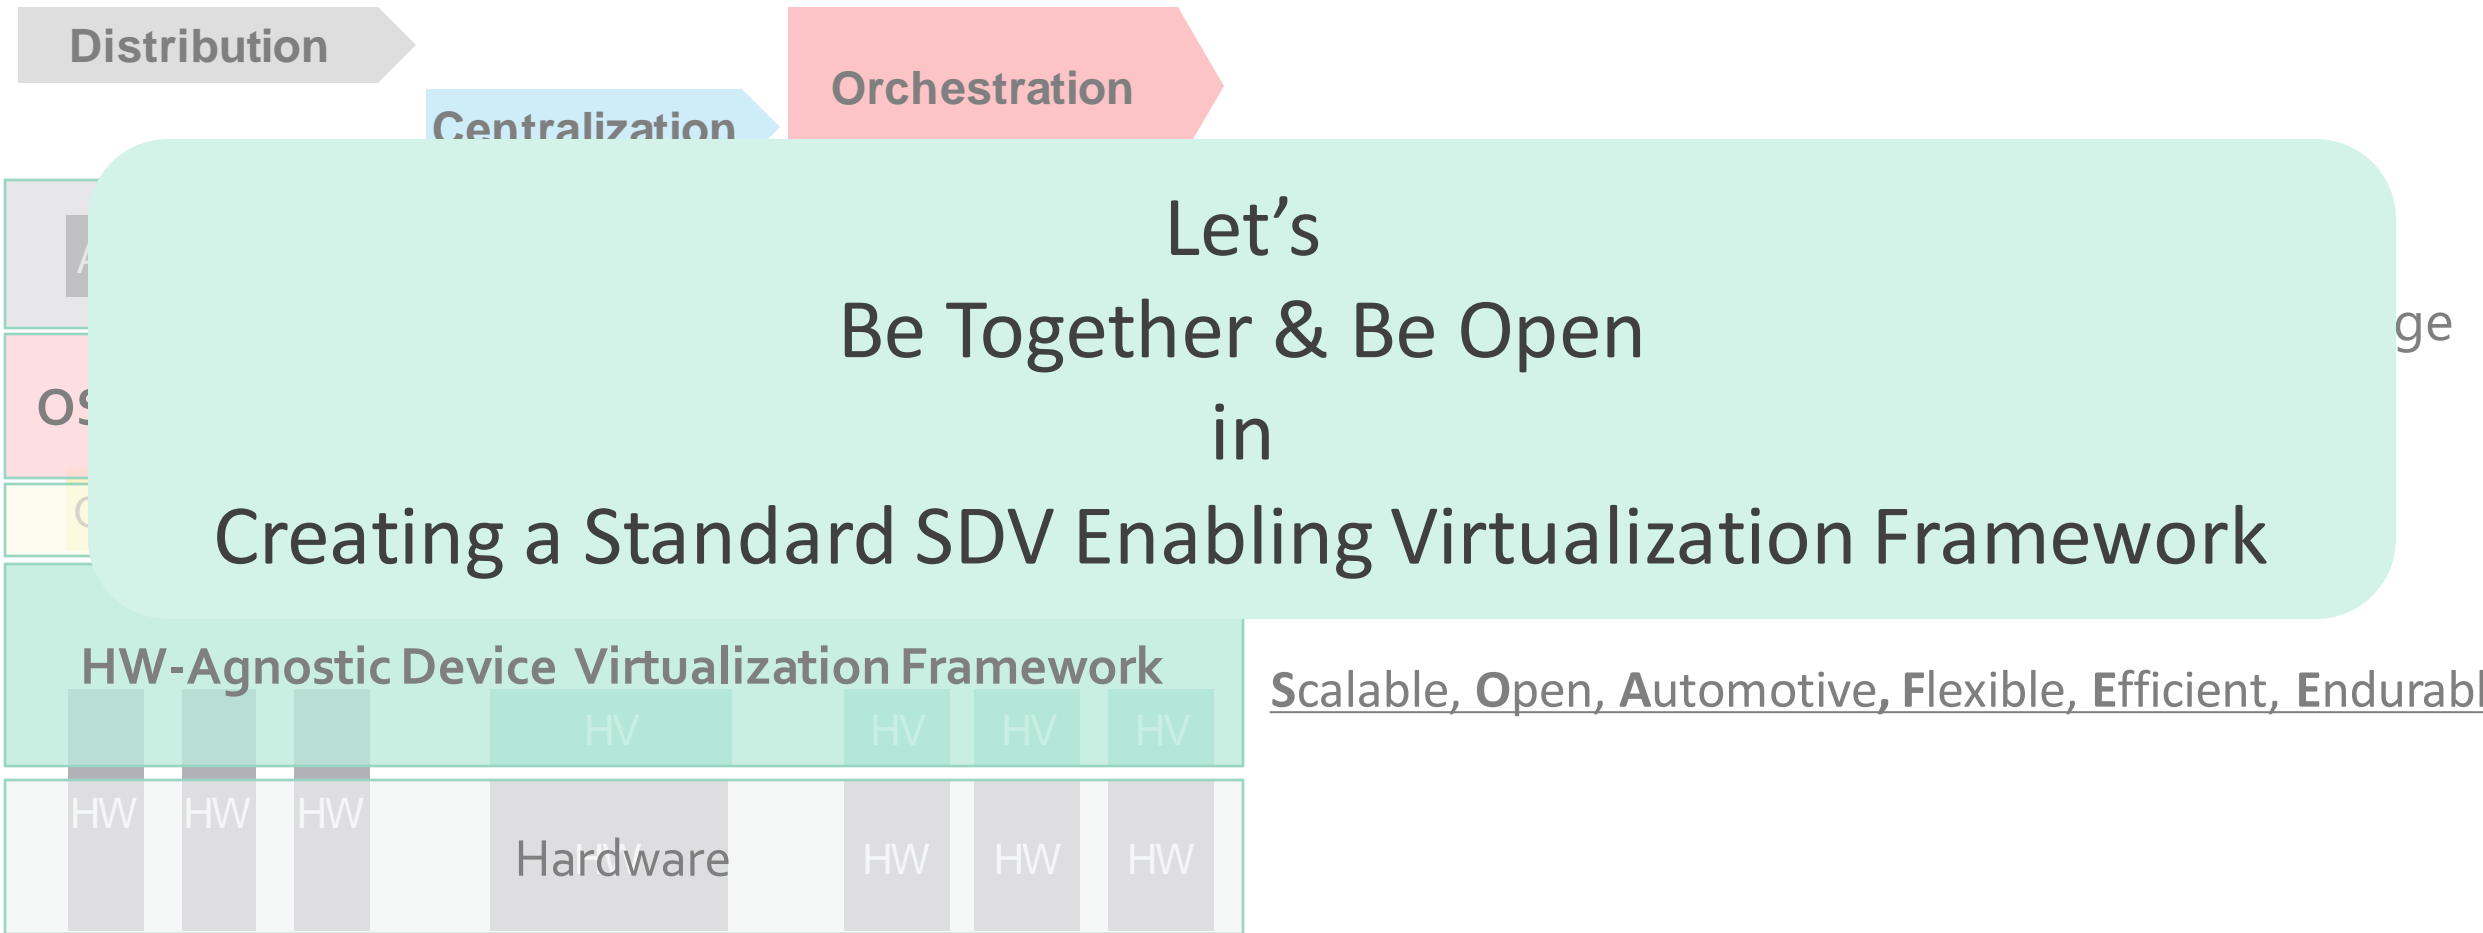 Distribution
Centralization
Orchestration
Let's
Be Together & Be Open
in
Creating a Standard SDV Enabling Virtualization Framework
HW-Agnostic Device Virtualization Framework
Scalable, Open, Automotive, Flexible, Efficient, Endurabl
HV HV HV HV
HW HW HW
Hardware
HW HW HW HW